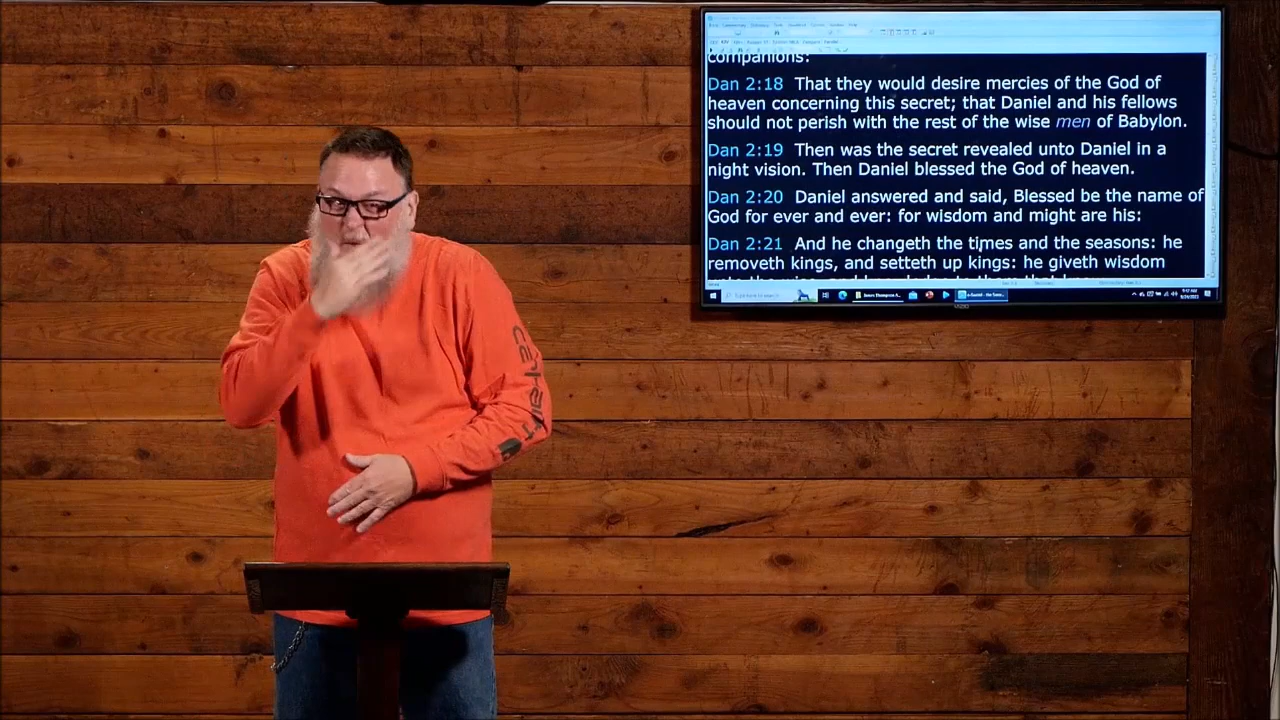 companions:
Dan 2:18 That they would desire mercies of the God of
heaven concerning this secret; that Daniel and his fellows
should not perish with the rest of the wise men of Babylon.
Dan 2:19 Then was the secret revealed unto Daniel in a
night vision. Then Daniel blessed the God of heaven.
Dan 2:20 Daniel answered and said, Blessed be the name of
God for ever and ever: for wisdom and might are his:
Dan 2:21 And he changeth the times and the seasons: he
removeth kings, and setteth up kings: he giveth wisdom
carhartt
VIZIO